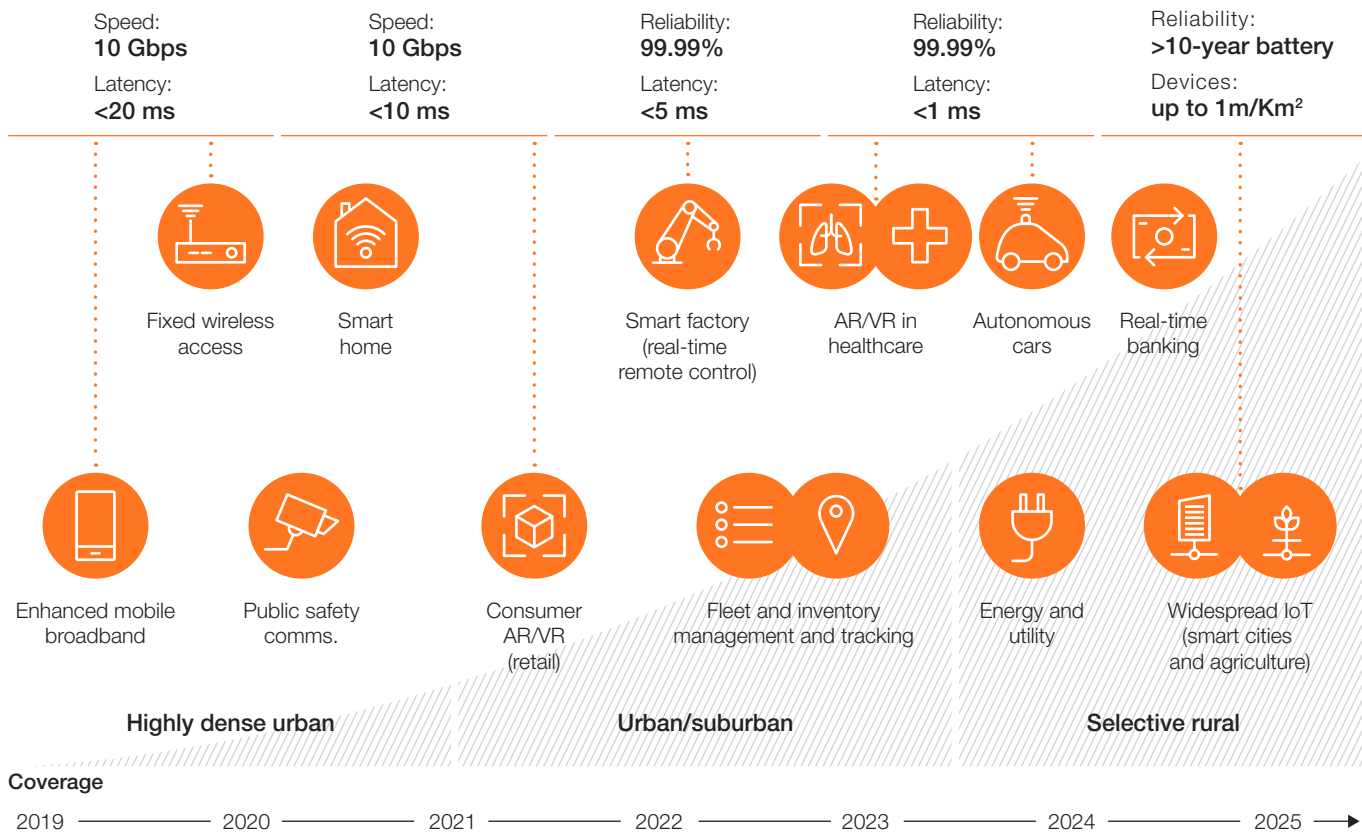 Speed:
10 Gbps
Latency:
<20 ms
Speed:
10 Gbps
Latency:
<10 ms
Reliability:
99.99%
Latency:
<5 ms
Reliability:
99.99%
Latency:
<1 ms
Reliability:
>10-year battery
Devices:
up to 1m/Km²
Fixed wireless
access
Smart
home
Smart factory
(real-time
remote control)
AR/VR in
healthcare
Autonomous
cars
Real-time
banking
Enhanced mobile
broadband
Public safety
comms.
Consumer
AR/VR
(retail)
Fleet and inventory
management and tracking
Energy and
utility
Widespread IoT
(smart cities
and agriculture)
Highly dense urban
Urban/suburban
Selective rural
Coverage
2019
2020
2021
2022
2023
2024
2025